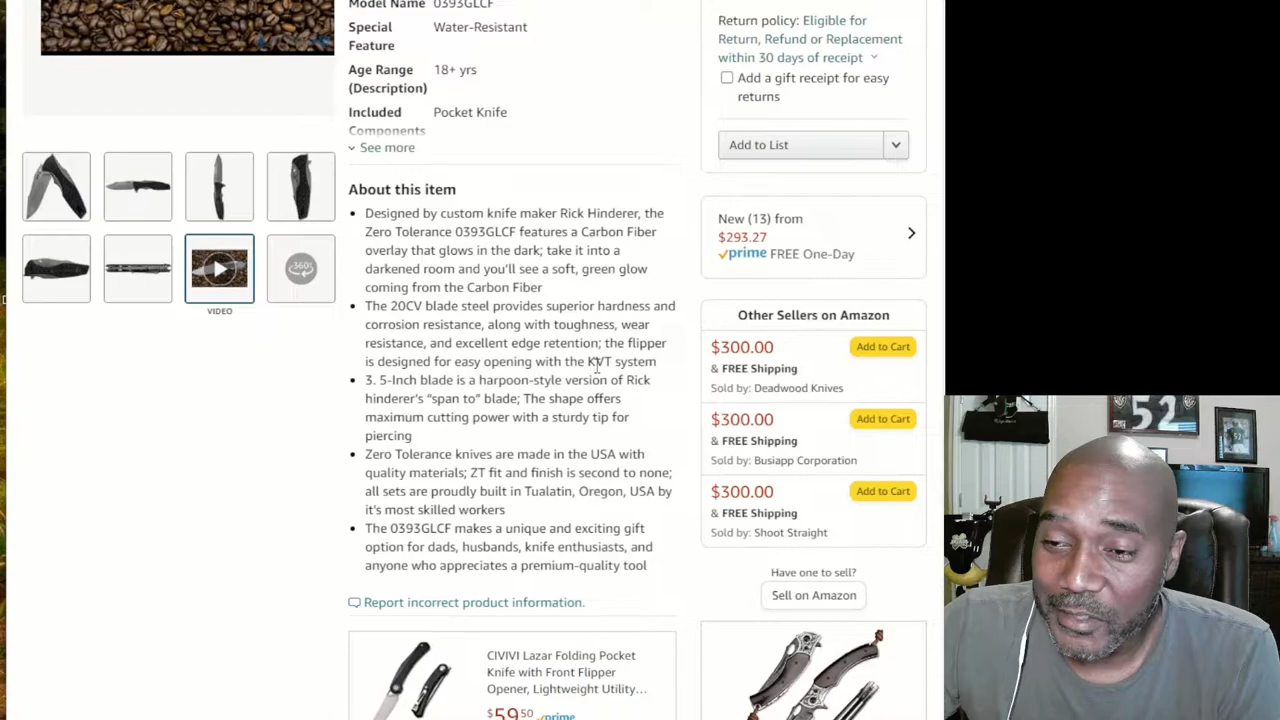 Model Name 0393GLCF
Special Feature Water-Resistant
Age Range (Description) 18+ yrs
Included Components Pocket Knife
See more
VIDEO
About this item
Designed by custom knife maker Rick Hinderer, the
Zero Tolerance 0393GLCF features a Carbon Fiber
overlay that glows in the dark; take it into a
darkened room and you'll see a soft, green glow
coming from the Carbon Fiber
The 20CV blade steel provides superior hardness and
corrosion resistance, along with toughness, wear
resistance, and excellent edge retention; the flipper
is designed for easy opening with the KVT system
3. 5-Inch blade is a harpoon-style version of Rick
hinderer's “span to” blade; The shape offers
maximum cutting power with a sturdy tip for
piercing
Zero Tolerance knives are made in the USA with
quality materials; ZT fit and finish is second to none;
all sets are proudly built in Tualatin, Oregon, USA by
it's most skilled workers
The 0393GLCF makes a unique and exciting gift
option for dads, husbands, knife enthusiasts, and
anyone who appreciates a premium-quality tool
Report incorrect product information.
CIVIVI Lazar Folding Pocket
Knife with Front Flipper
Opener, Lightweight Utility...
$59 50 prime
Return policy: Eligible for
Return, Refund or Replacement
within 30 days of receipt
Add a gift receipt for easy
returns
Add to List
New (13) from
$293.27
prime FREE One-Day
Other Sellers on Amazon
$300.00 Add to Cart
& FREE Shipping
Sold by: Deadwood Knives
$300.00 Add to Cart
& FREE Shipping
Sold by: Busiapp Corporation
$300.00 Add to Cart
& FREE Shipping
Sold by: Shoot Straight
Have one to sell?
Sell on Amazon
360°
52
52